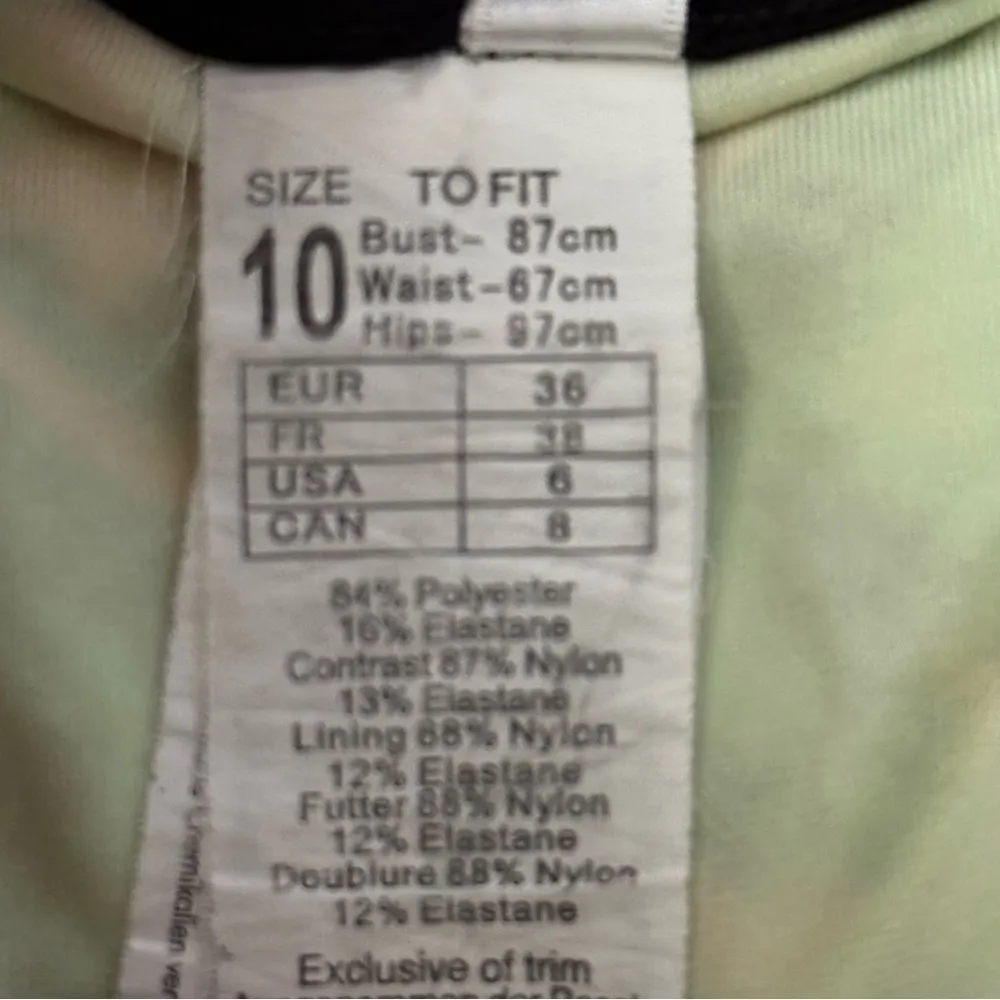 SIZE TO FIT
10 Bust- 87cm
Waist-67cm
Hips- 97cm
EUR 36
FR 38
USA 6
CAN 8
84% Polyester
16% Elastane
Contrast 87% Nylon
13% Elastane
Lining 88% Nylon
12% Elastane
Futter 88% Nylon
12% Elastane
Doublure 88% Nylon
12% Elastane
Exclusive of trim